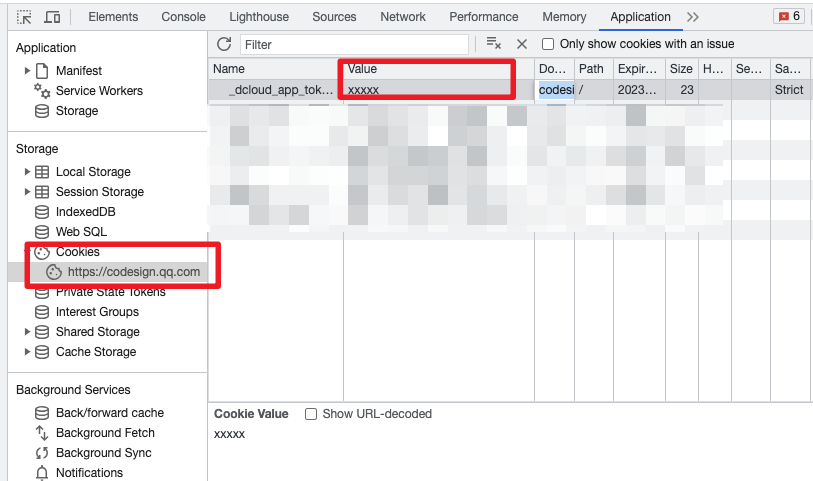 Elements Console Lighthouse Sources Network Performance Memory Application 6
Application
Manifest
Service Workers
Storage
Storage
Local Storage
Session Storage
IndexedDB
Web SQL
Cookies
https://codesign.qq.com
Private State Tokens
Interest Groups
Shared Storage
Cache Storage
Background Services
Back/forward cache
Background Fetch
Background Sync
Notifications
Filter Only show cookies with an issue
Name Value Do... Path Expir... Size H... Se... Sa...
_dcloud_app_tok... xxxxx codesi / 2023... 23 Strict
Cookie Value Show URL-decoded
xxxxx